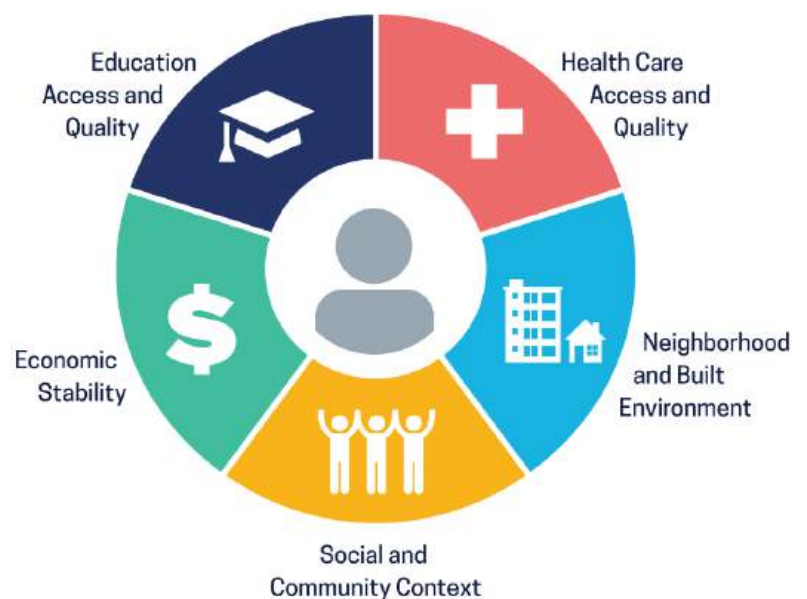 Education
Access and
Quality
Health Care
Access and
Quality
Economic
Stability
Neighborhood
and Built
Environment
Social and
Community Context